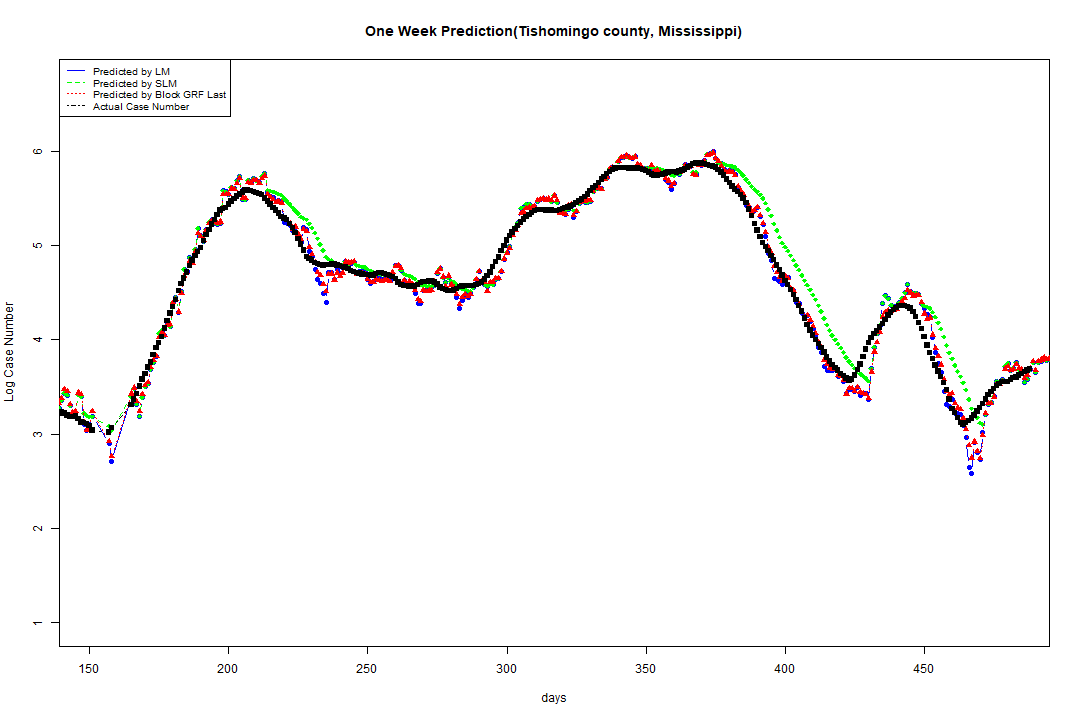 One Week Prediction(Tishomingo county, Mississippi)
Predicted by LM
Predicted by SLM
Predicted by Block GRF Last
Actual Case Number
Log Case Number
6
5
4
3
2
1
150 200 250 300 350 400 450
days